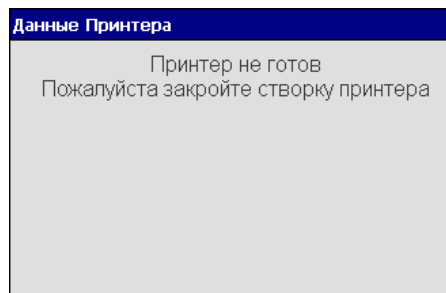 Данные Принтера
Принтер не готов
Пожалуйста закройте створку принтера